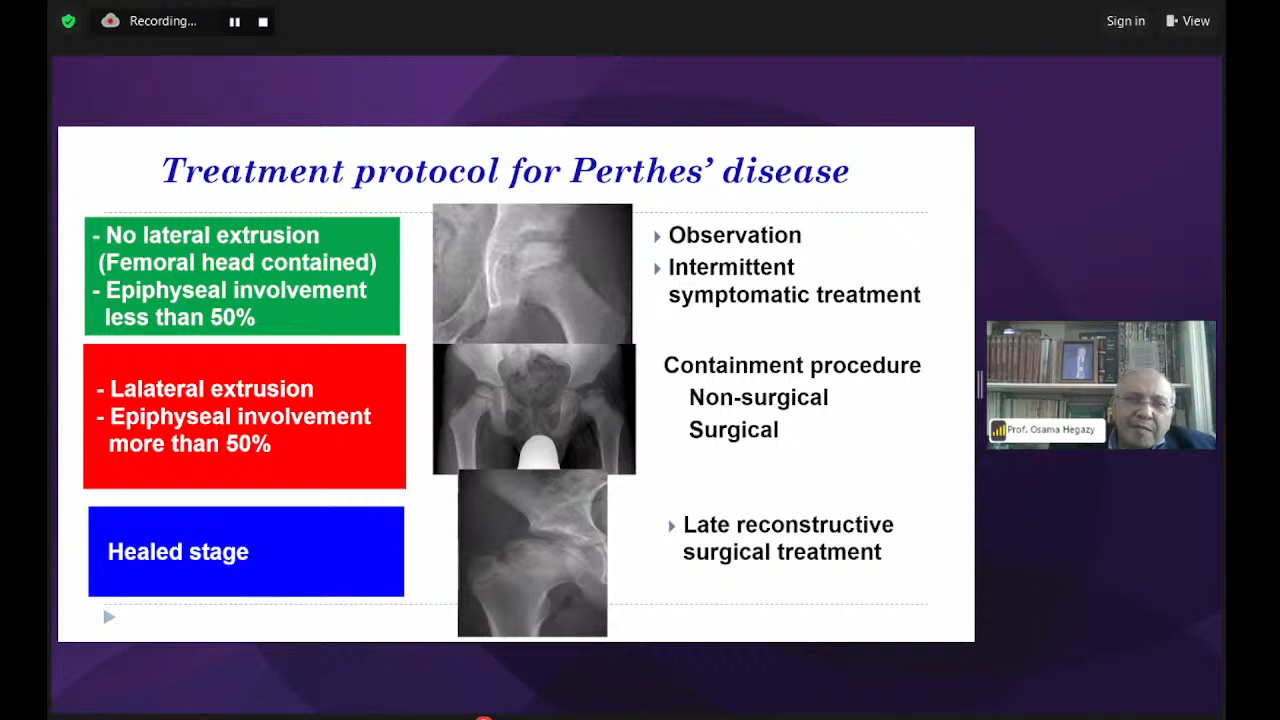 Recording...
Sign in
View
Treatment protocol for Perthes’ disease
- No lateral extrusion
(Femoral head contained)
- Epiphyseal involvement
less than 50%
Observation
Intermittent
symptomatic treatment
- Lalateral extrusion
- Epiphyseal involvement
more than 50%
Containment procedure
Non-surgical
Surgical
Healed stage
Late reconstructive
surgical treatment
Prof. Osama Hegazy